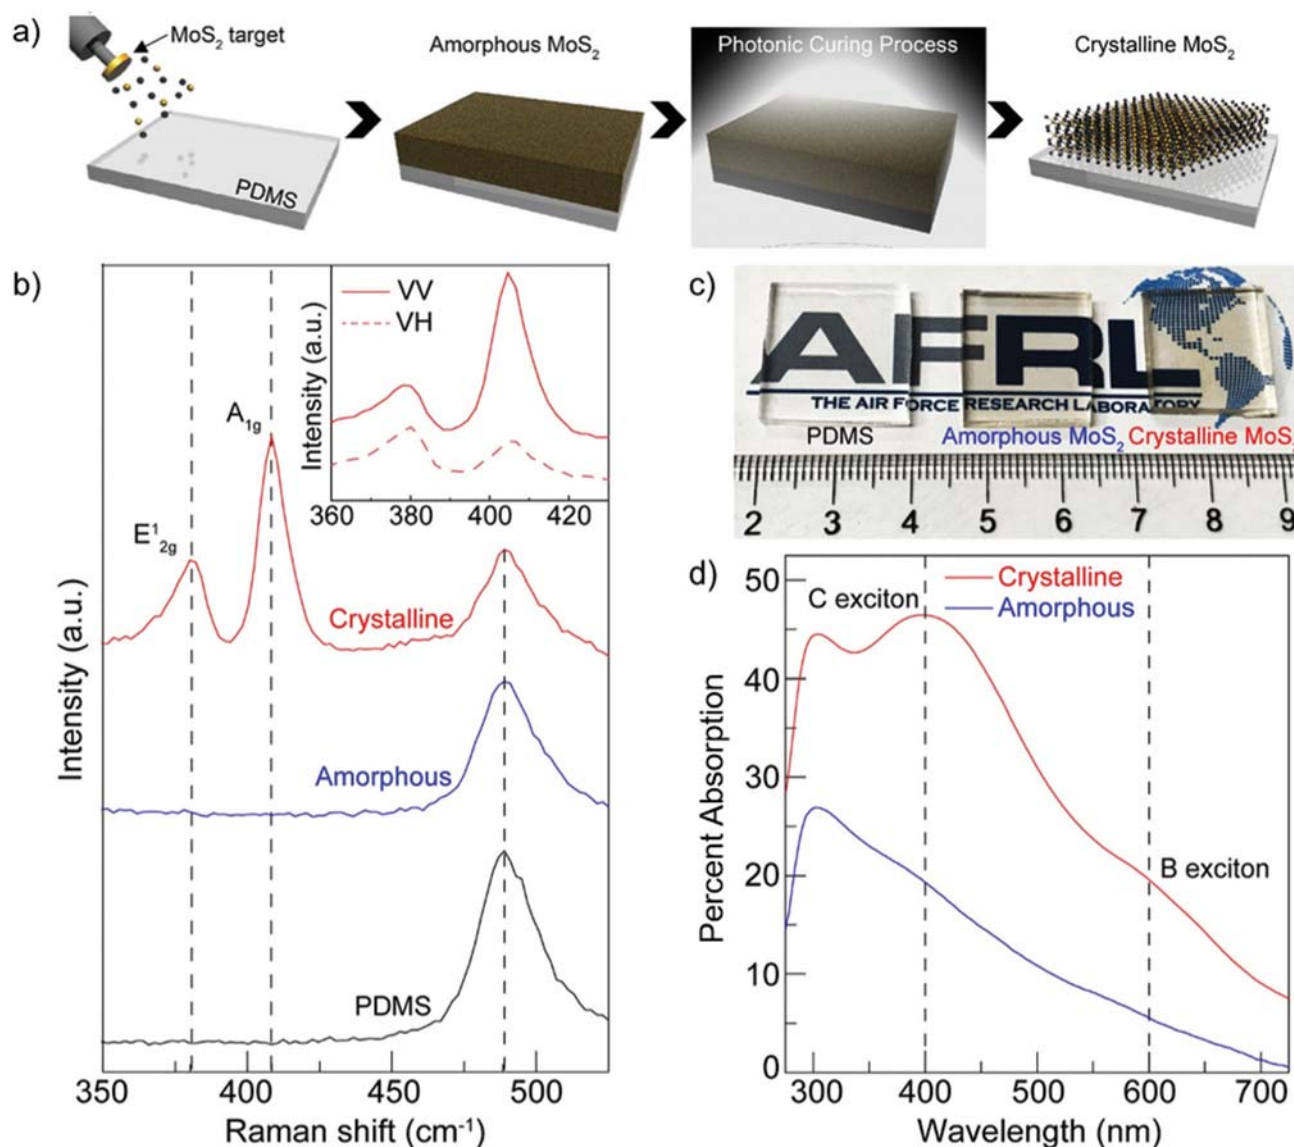 a)
MoS₂ target
PDMS
Amorphous MoS₂
Photonic Curing Process
Crystalline MoS₂
b)
Intensity (a.u.)
E¹₂g
A₁g
Crystalline
Amorphous
PDMS
350 400 450 500
Raman shift (cm⁻¹)
VV
VH
Intensity (a.u.)
360 380 400 420
c)
AFRL
THE AIR FORCE RESEARCH LABORATORY
PDMS
Amorphous MoS₂
Crystalline MoS
2 3 4 5 6 7 8 9
d)
Percent Absorption
50
40
30
20
10
0
C exciton
Crystalline
Amorphous
B exciton
300 400 500 600 700
Wavelength (nm)